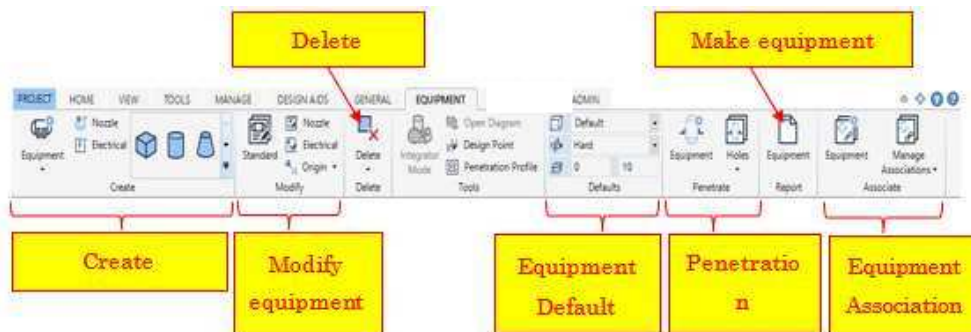 Delete
Make equipment
PROJECT HOME VIEW TOOLS MANAGE DESIGN AIDS GENERAL EQUIPMENT ADMIN
Equipment
Nozzle
Electrical
Create
Standard
Nozzle
Electrical
Origin
Modify
Delete
Delete
Integrator
Mode
Open Diagram
Design Point
Penetration Profile
Tools
Default
Hard
0 10
Defaults
Equipment
Holes
Penetrate
Equipment
Report
Equipment
Manage
Associations
Associate
Create
Modify
equipment
Equipment
Default
Penetratio
n
Equipment
Association